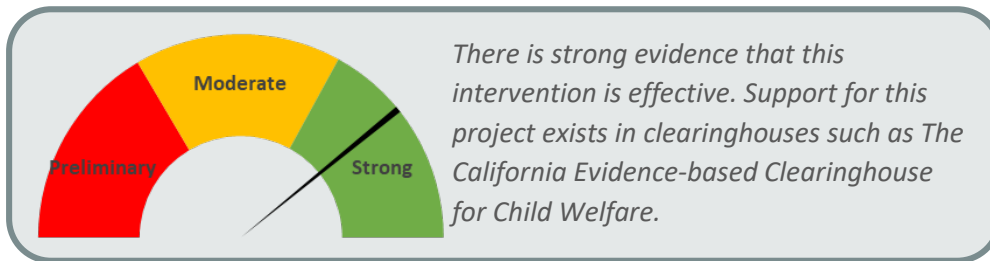 Moderate
Preliminary
Strong
There is strong evidence that this
intervention is effective. Support for this
project exists in clearinghouses such as The
California Evidence-based Clearinghouse
for Child Welfare.